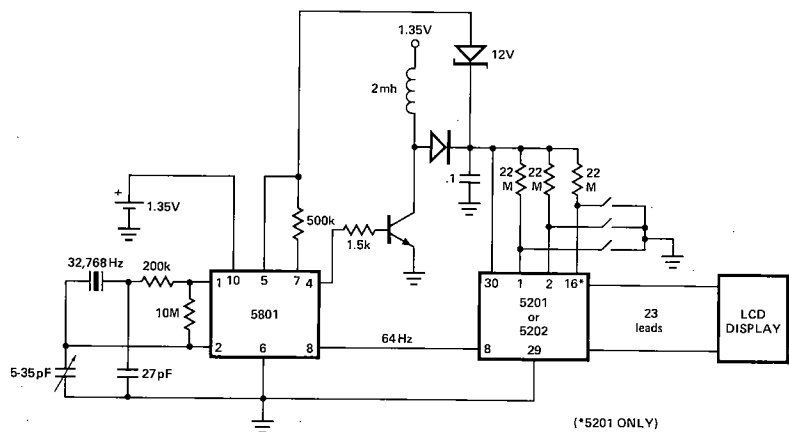 1.35V
12V
2mh
.1
22
M
22
M
22
M
+
1.35V
500k
1.5k
32,768Hz
200k
10M
1
10
5
7
4
5801
2
6
8
64Hz
30
1
2
16*
5201
or
5202
8
29
23
leads
LCD
DISPLAY
5-35pF
27pF
(*5201 ONLY)